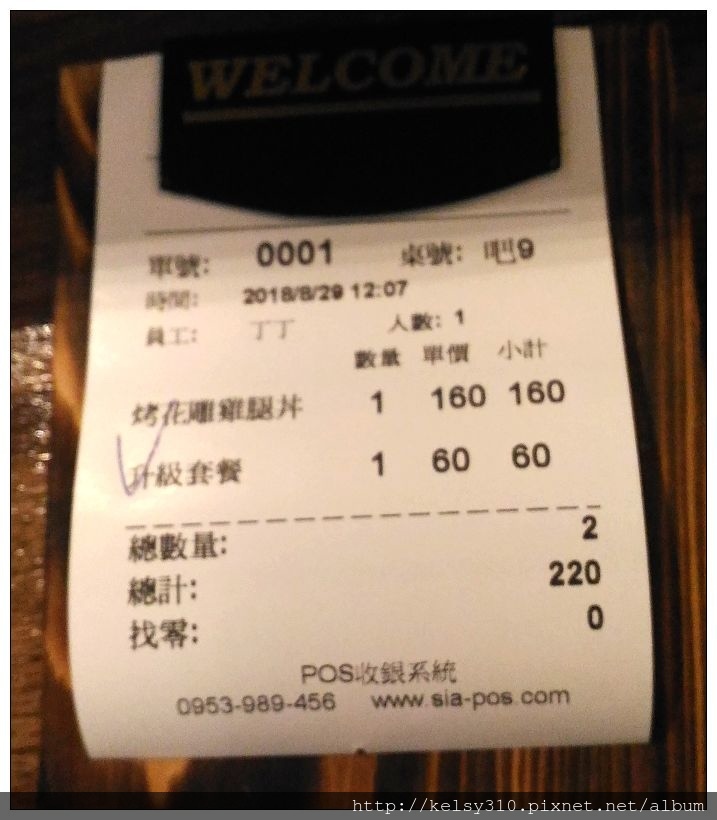 WELCOME
單號: 0001 桌號: 吧9
時間: 2018/8/29 12:07
員工: 丁丁 人數: 1
數量 單價 小計
烤花雕雞腿丼 1 160 160
升級套餐 1 60 60
總數量: 2
總計: 220
找零: 0
POS收銀系統
0953-989-456 www.sia-pos.com
http://kelsy310.pixnet.net/album